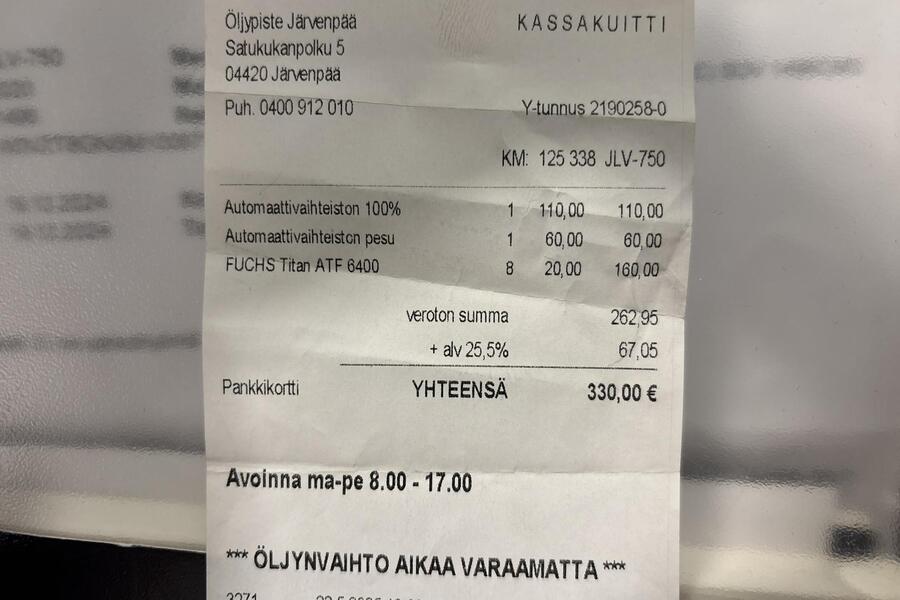 Öljypiste Järvenpää KASSAKUITTI
Satukukanpolku 5
04420 Järvenpää
Puh. 0400 912 010 Y-tunnus 2190258-0
KM: 125 338 JLV-750
Automaattivaihteiston 100% 1 110,00 110,00
Automaattivaihteiston pesu 1 60,00 60,00
FUCHS Titan ATF 6400 8 20,00 160,00
veroton summa 262,95
+ alv 25,5% 67,05
Pankkikortti YHTEENSÄ 330,00 €
Avoinna ma-pe 8.00 - 17.00
*** ÖLJYNVAIHTO AIKAA VARAAMATTA ***
3271